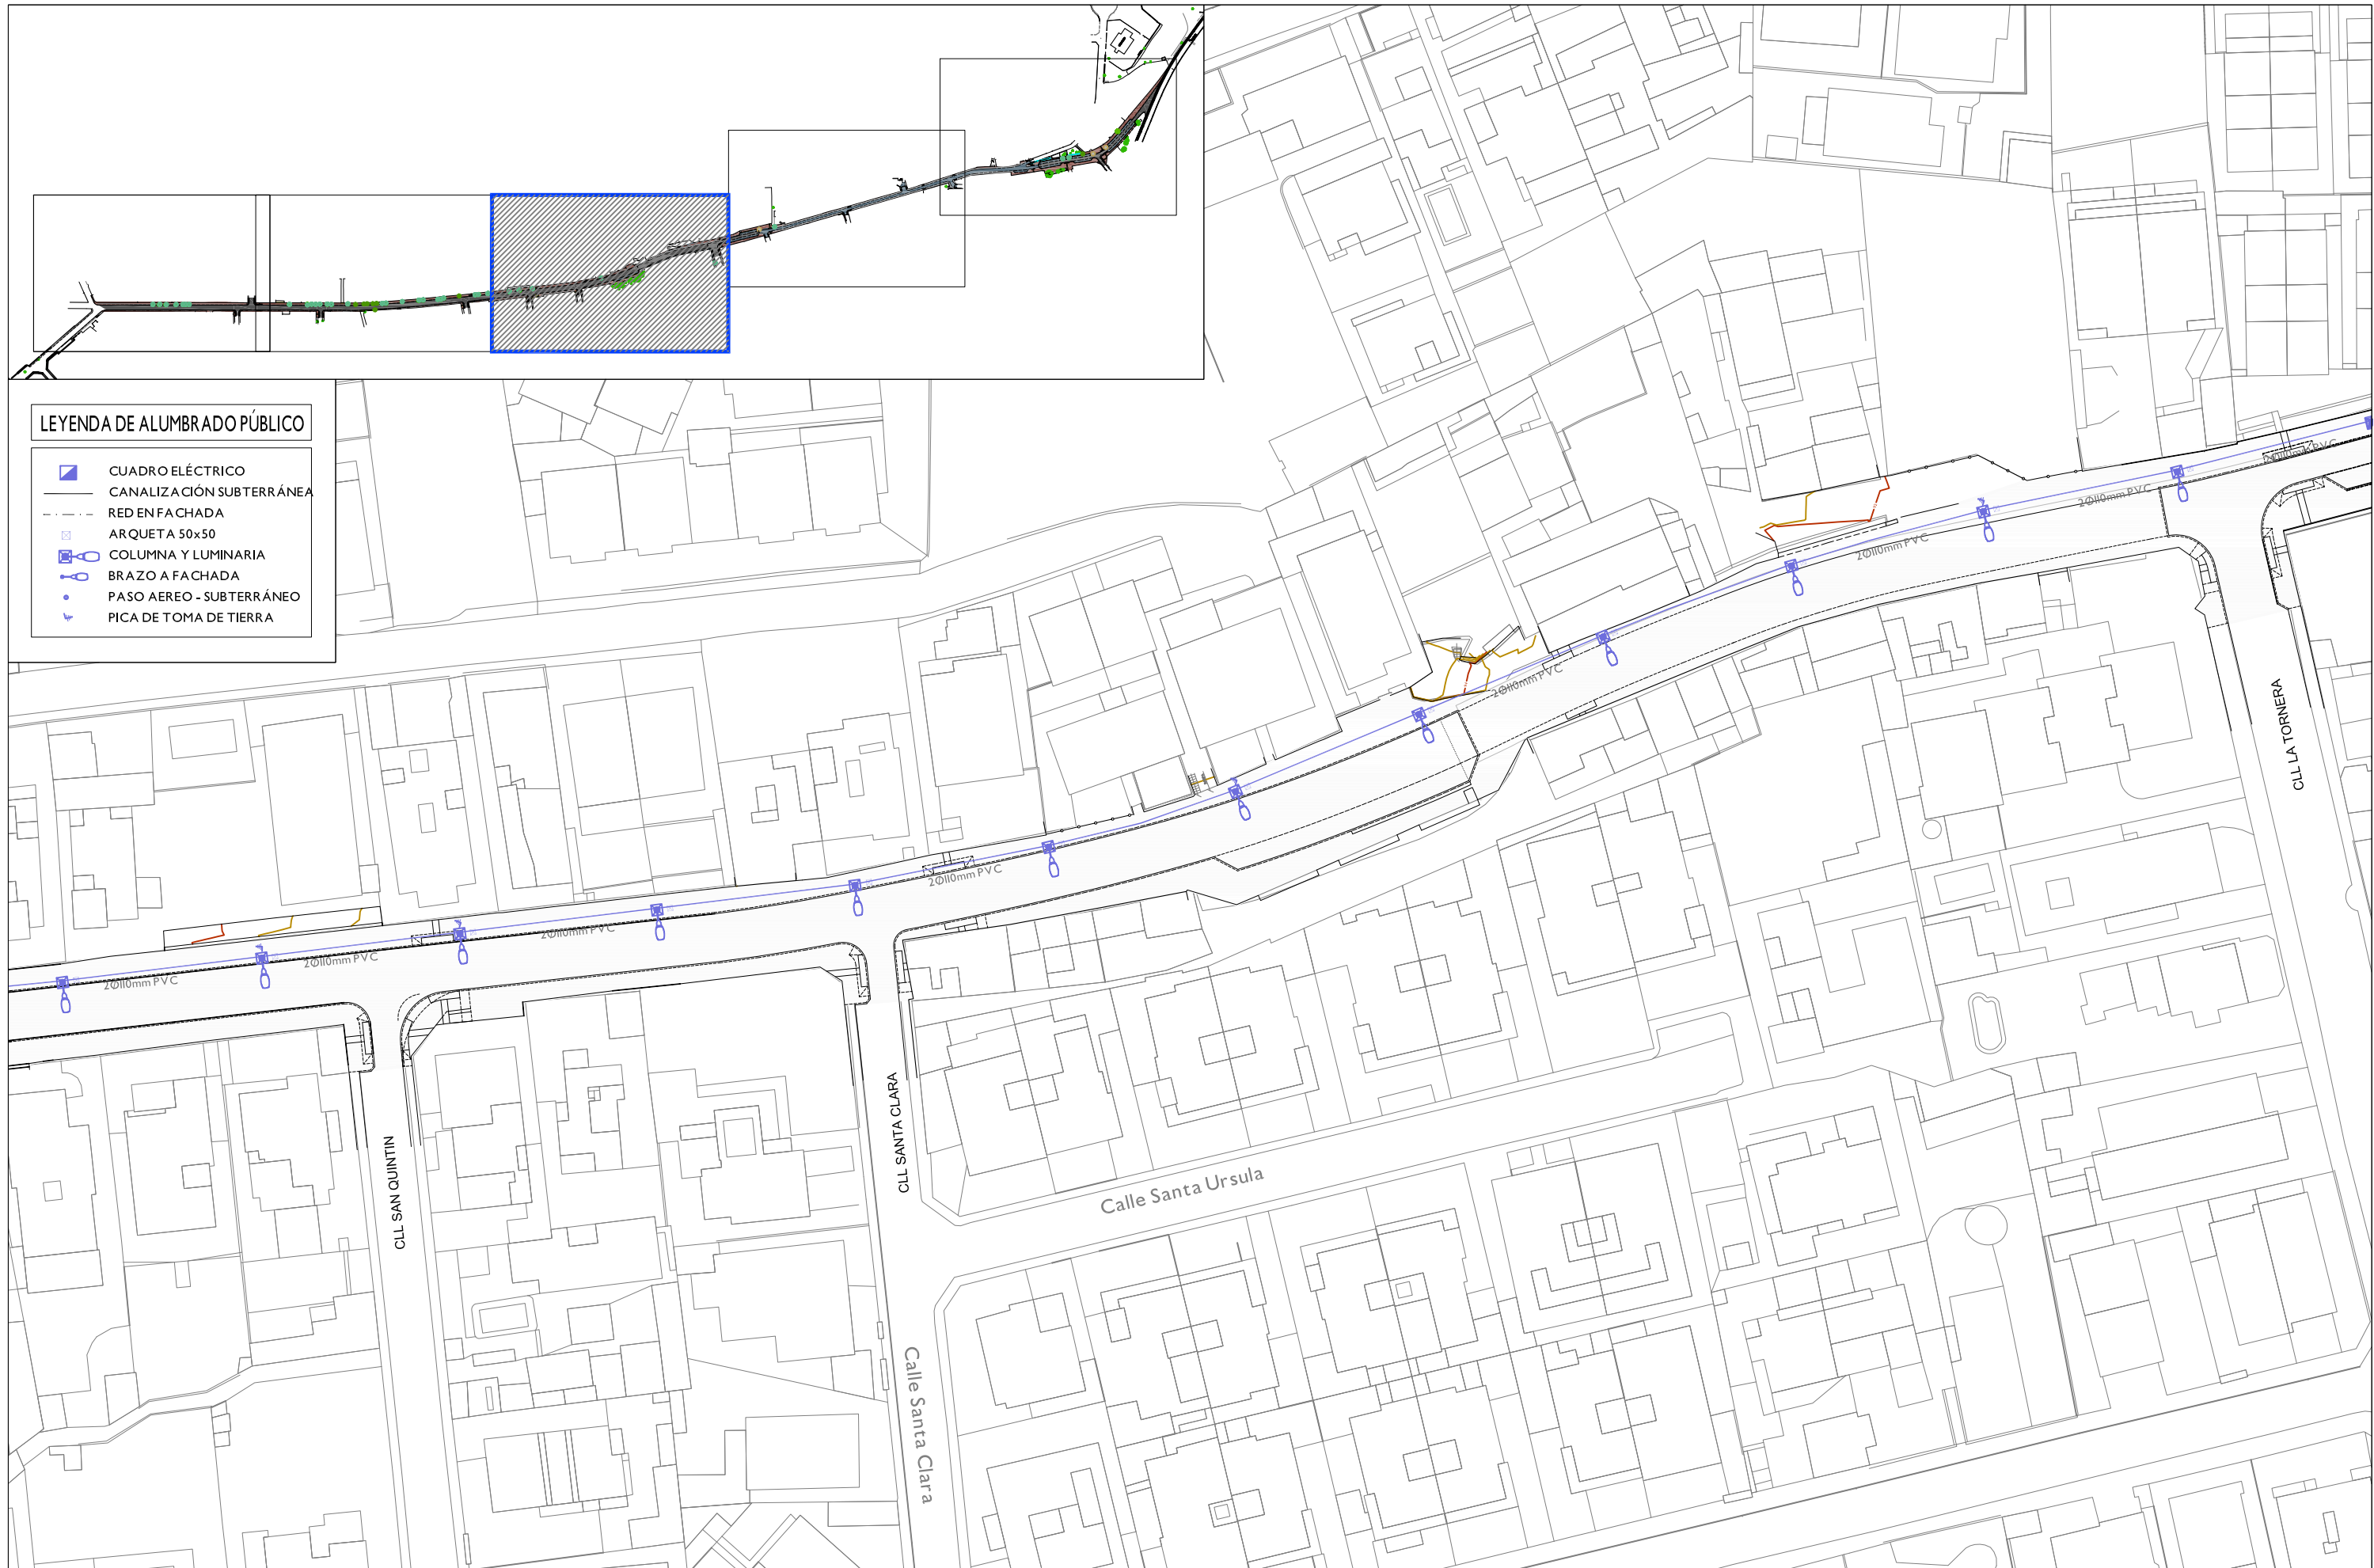 LEYENDA DE ALUMBRADO PÚBLICO
CUADRO ELÉCTRICO
CANALIZACIÓN SUBTERRÁNEA
RED EN FACHADA
ARQUETA 50x50
COLUMNA Y LUMINARIA
BRAZO A FACHADA
PASO AEREO - SUBTERRÁNEO
PICA DE TOMA DE TIERRA
2Ø110mm PVC
2Ø110mm PVC
2Ø110mm PVC
2Ø110mm PVC
2Ø110mm PVC
2Ø110mm PVC
2Ø110mm PVC
2Ø110mm PVC
CLL LA TORNERA
CLL SANTA CLARA
CLL SAN QUINTIN
Calle Santa Ursula
Calle Santa Clara